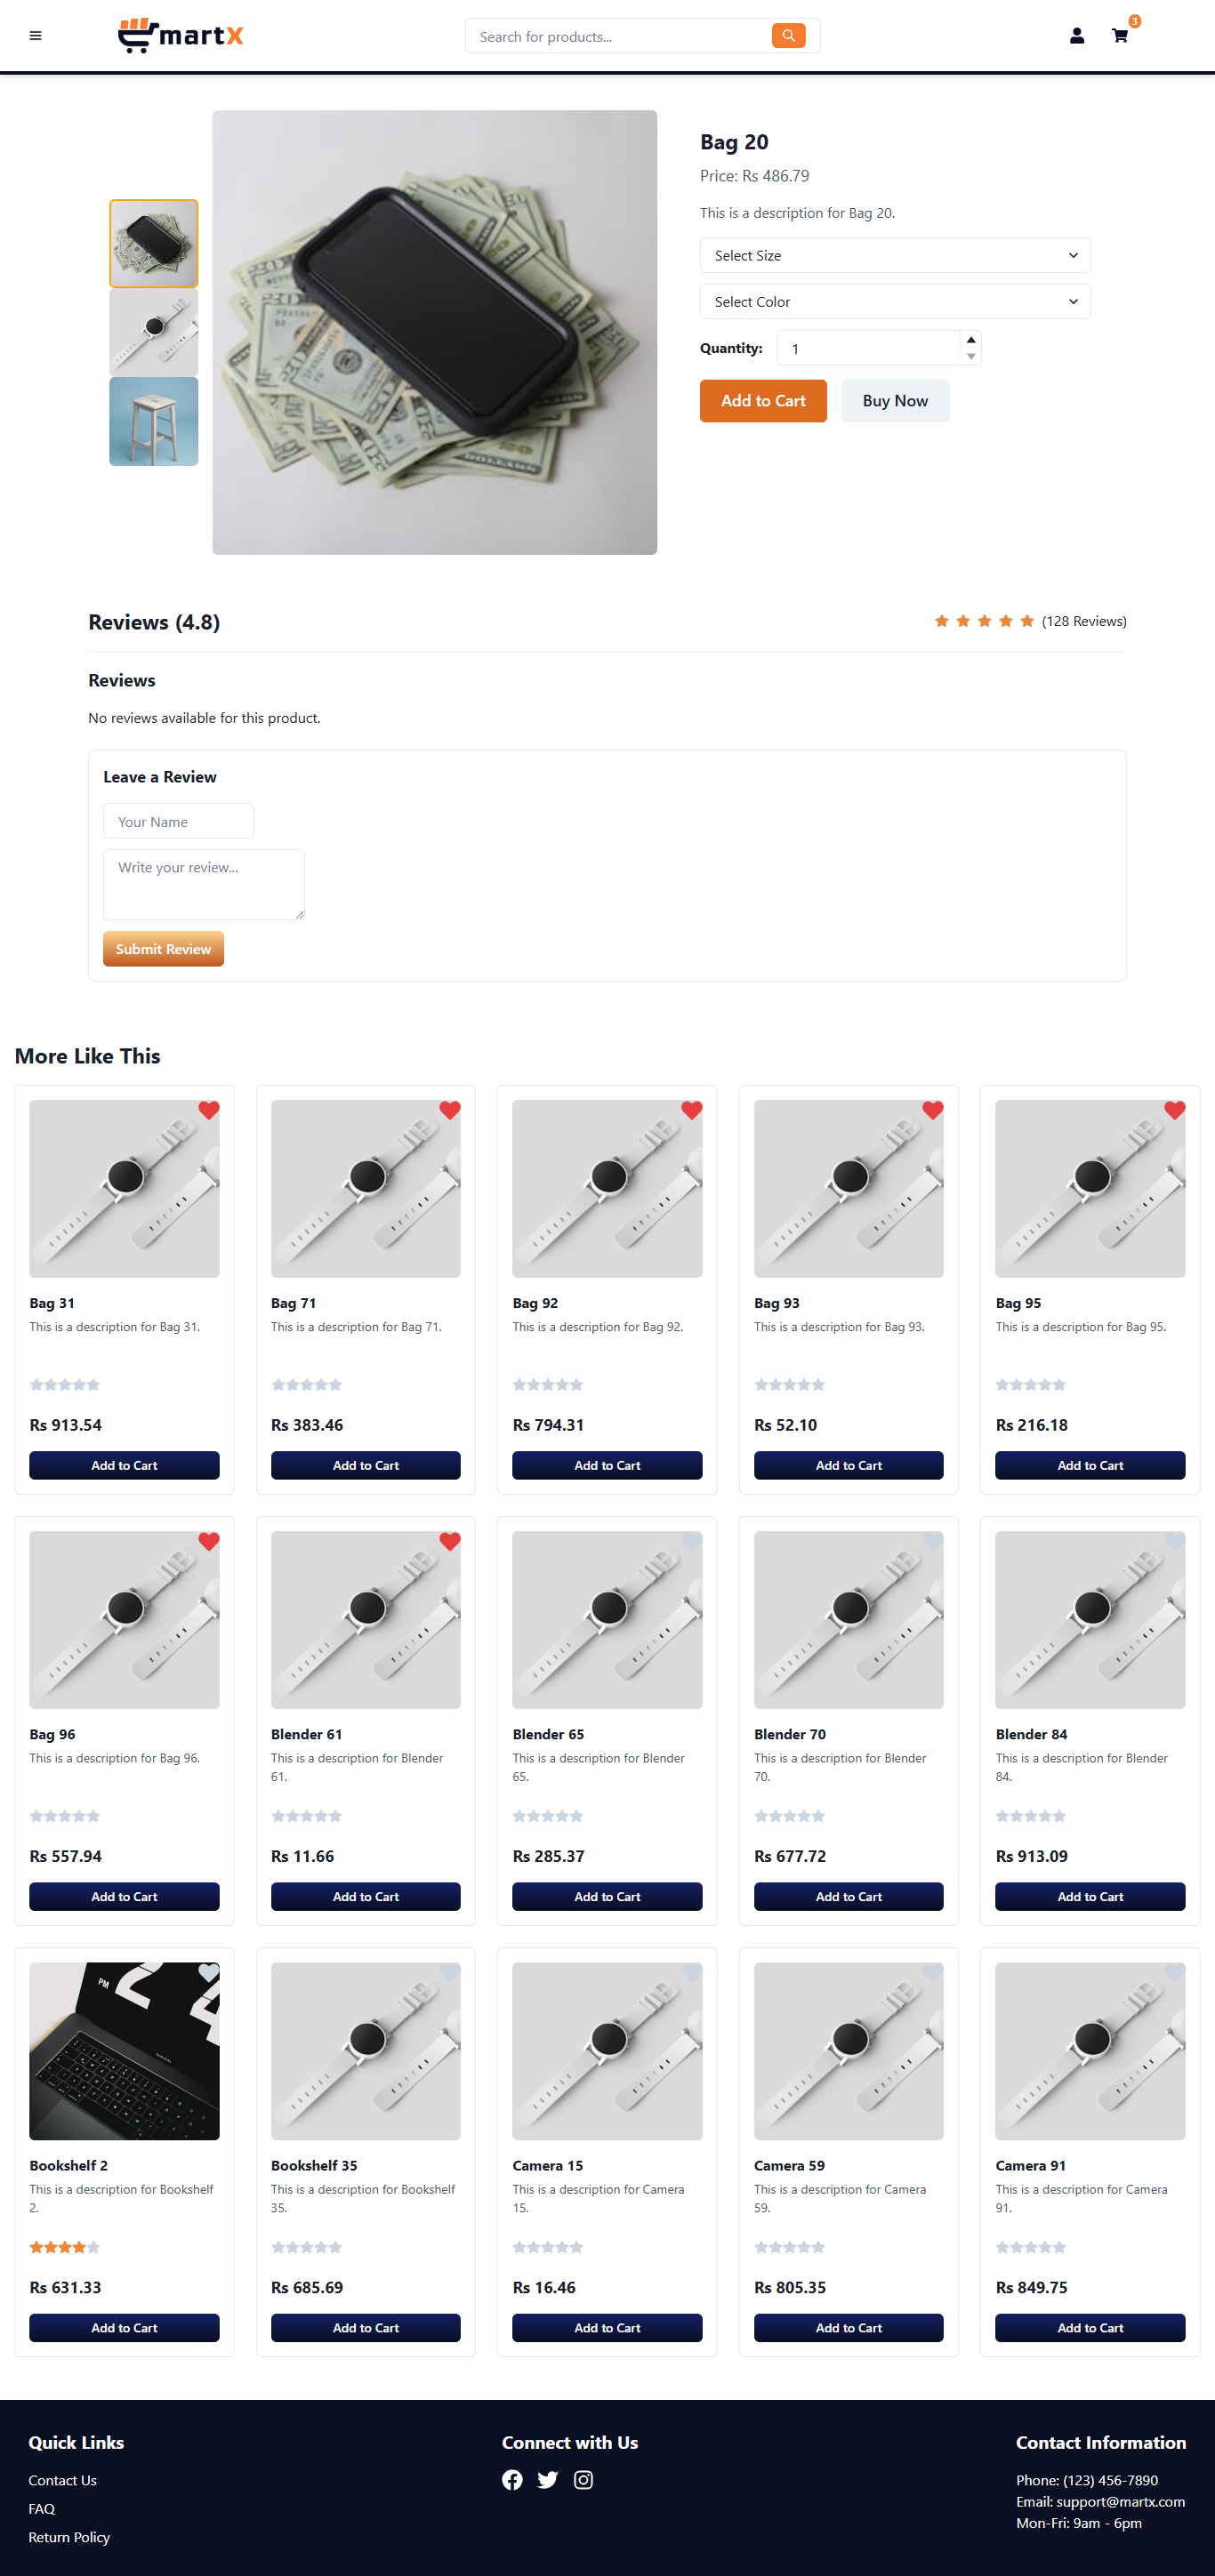 martX
Search for products...
3
Bag 20
Price: Rs 486.79
This is a description for Bag 20.
Select Size
Select Color
Quantity:
1
Add to Cart
Buy Now
Reviews (4.8)
(128 Reviews)
Reviews
No reviews available for this product.
Leave a Review
Your Name
Write your review...
Submit Review
More Like This
Bag 31
This is a description for Bag 31.
Rs 913.54
Add to Cart
Bag 71
This is a description for Bag 71.
Rs 383.46
Add to Cart
Bag 92
This is a description for Bag 92.
Rs 794.31
Add to Cart
Bag 93
This is a description for Bag 93.
Rs 52.10
Add to Cart
Bag 95
This is a description for Bag 95.
Rs 216.18
Add to Cart
Bag 96
This is a description for Bag 96.
Rs 557.94
Add to Cart
Blender 61
This is a description for Blender
61.
Rs 11.66
Add to Cart
Blender 65
This is a description for Blender
65.
Rs 285.37
Add to Cart
Blender 70
This is a description for Blender
70.
Rs 677.72
Add to Cart
Blender 84
This is a description for Blender
84.
Rs 913.09
Add to Cart
PM
Bookshelf 2
This is a description for Bookshelf
2.
Rs 631.33
Add to Cart
Bookshelf 35
This is a description for Bookshelf
35.
Rs 685.69
Add to Cart
Camera 15
This is a description for Camera
15.
Rs 16.46
Add to Cart
Camera 59
This is a description for Camera
59.
Rs 805.35
Add to Cart
Camera 91
This is a description for Camera
91.
Rs 849.75
Add to Cart
Quick Links
Contact Us
FAQ
Return Policy
Connect with Us
Contact Information
Phone: (123) 456-7890
Email: support@martx.com
Mon-Fri: 9am - 6pm